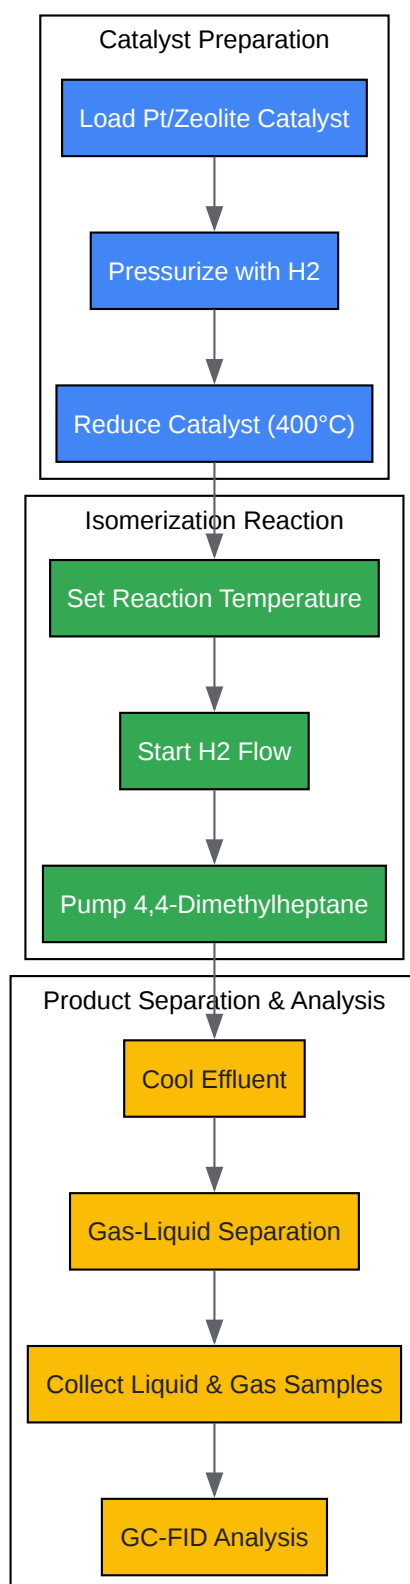 Catalyst Preparation
Load Pt/Zeolite Catalyst
Pressurize with H2
Reduce Catalyst (400°C)
Isomerization Reaction
Set Reaction Temperature
Start H2 Flow
Pump 4,4-Dimethylheptane
Product Separation & Analysis
Cool Effluent
Gas-Liquid Separation
Collect Liquid & Gas Samples
GC-FID Analysis